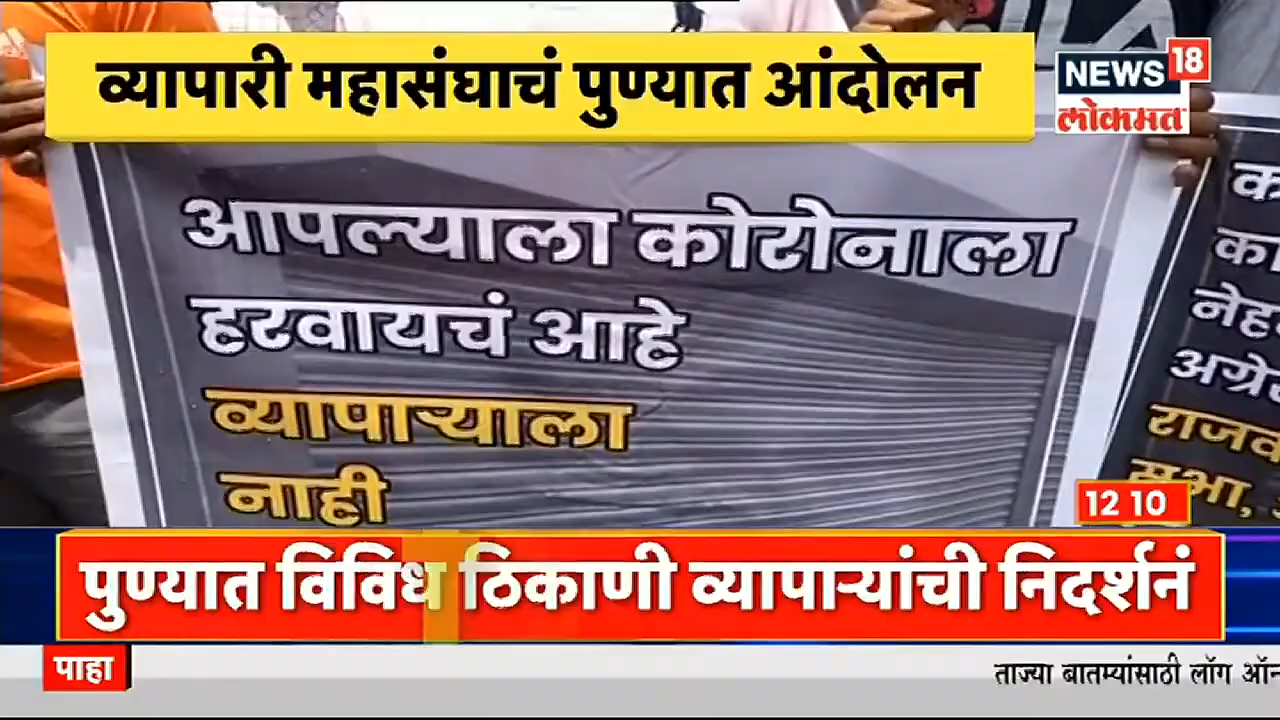 व्यापारी महासंघाचं पुण्यात आंदोलन
NEWS 18
लोकमत
आपल्याला कोरोनाला
हरवायचं आहे
व्यापाऱ्याला
नाही
12 10
पुण्यात विविध ठिकाणी व्यापाऱ्यांची निदर्शनं
पाहा
ताज्या बातम्यांसाठी लॉग ऑन